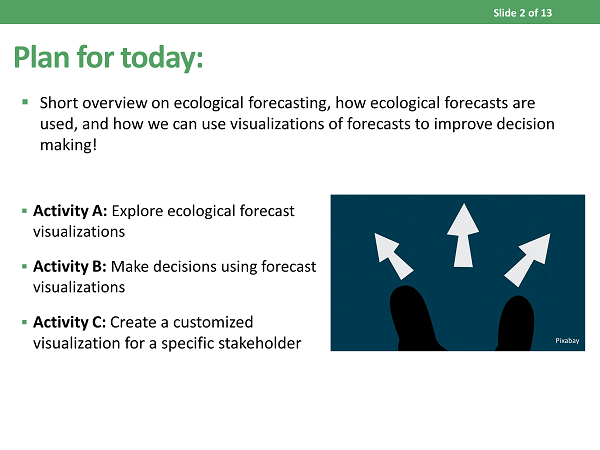 Slide 2 of 13
Plan for today:
Short overview on ecological forecasting, how ecological forecasts are
used, and how we can use visualizations of forecasts to improve decision
making!
Activity A: Explore ecological forecast
visualizations
Activity B: Make decisions using forecast
visualizations
Activity C: Create a customized
visualization for a specific stakeholder
Pixabay